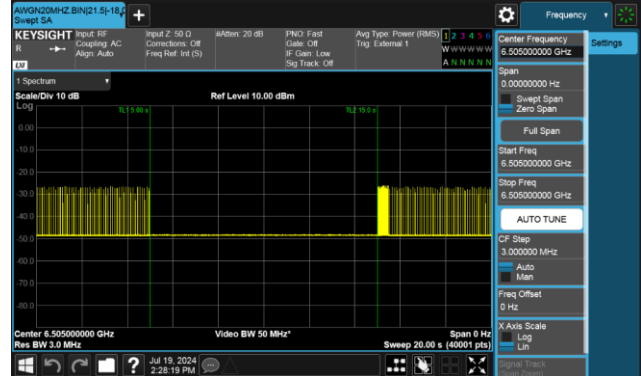 AWGN20MHZ.BIN|21.5|-18,0
Swept SA
Frequency
KEYSIGHT
R
Input: RF
Coupling: AC
Align: Auto
Input Z: 50 Ω
Corrections: Off
Freq Ref: Int (S)
#Atten: 20 dB
PNO: Fast
Gate: Off
IF Gain: Low
Sig Track: Off
Avg Type: Power (RMS)
Trig: External 1
1 2 3 4 5 6
W W W W W W
A N N N N N
LXI
Center Frequency
6.505000000 GHz
Settings
Span
0.00000000 Hz
Swept Span
Zero Span
Full Span
Start Freq
6.505000000 GHz
Stop Freq
6.505000000 GHz
AUTO TUNE
CF Step
3.000000 MHz
Auto
Man
Freq Offset
0 Hz
X Axis Scale
Log
Lin
Signal Track
(Span Zoom)
1 Spectrum
Scale/Div 10 dB
Ref Level 10.00 dBm
Log
TL1 5.00 s
TL2 15.0 s
0.00
-10.0
-20.0
-30.0
-40.0
-50.0
-60.0
-70.0
-80.0
Center 6.505000000 GHz
Video BW 50 MHz*
Span 0 Hz
Res BW 3.0 MHz
Sweep 20.00 s (40001 pts)
?
Jul 19, 2024
2:28:19 PM